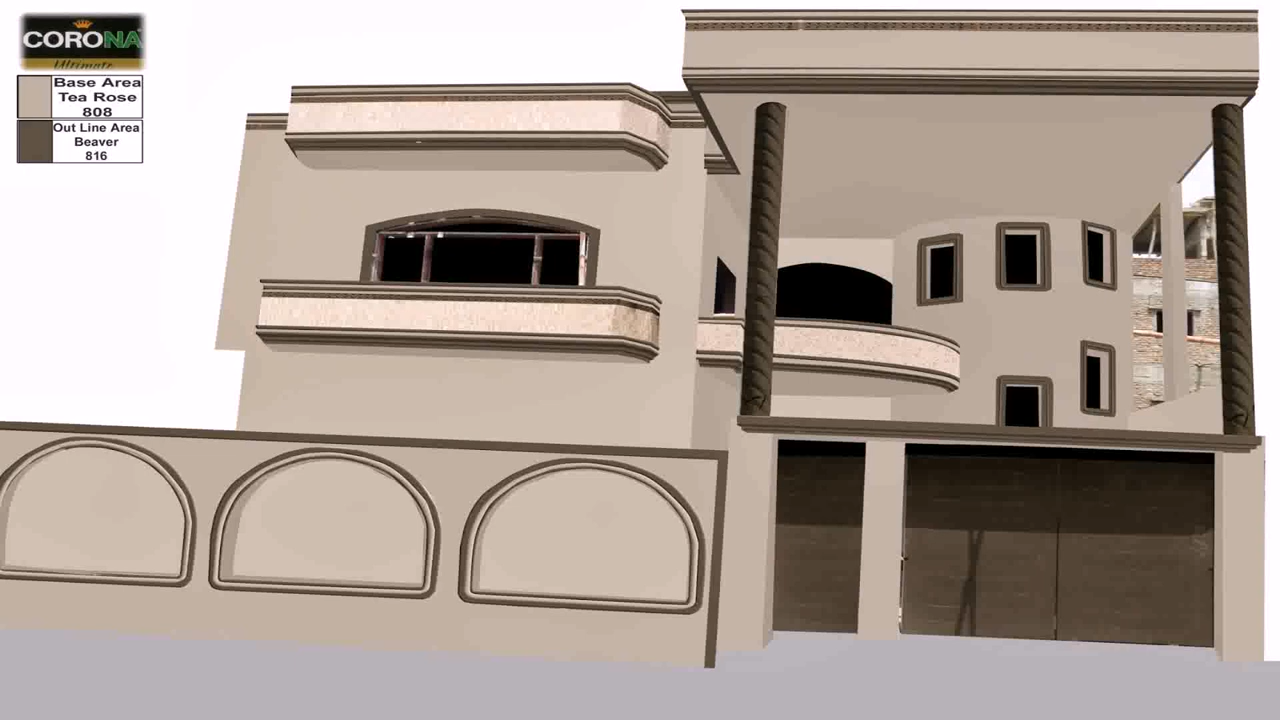 CORONA
Ultimate
Base Area
Tea Rose
808
Out Line Area
Beaver
816